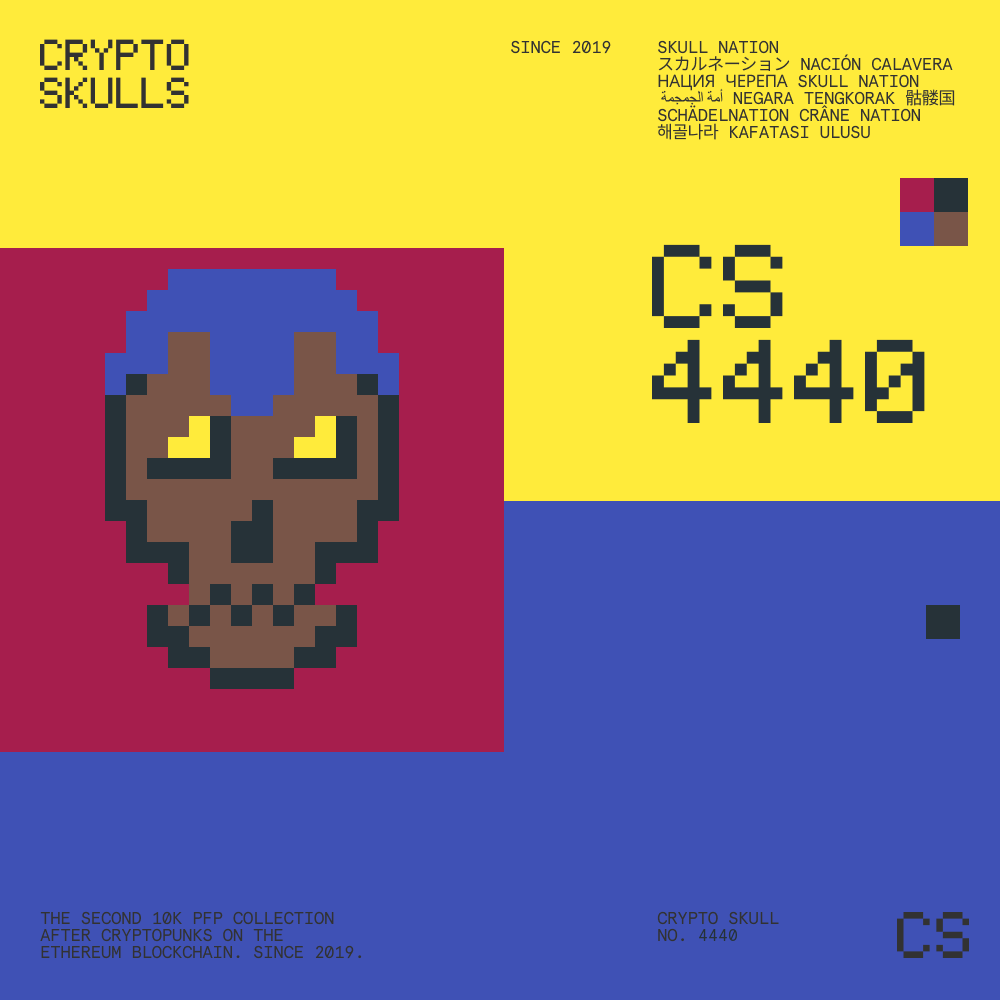 CRYPTO
SKULLS
SINCE 2019
SKULL NATION
スカルネーション NACIÓN CALAVERA
НАЦИЯ ЧЕРЕПА SKULL NATION
أمة الجمجمة NEGARA TENGKORAK 骷髅国
SCHÄDELNATION CRÂNE NATION
해골나라 KAFATASI ULUSU
CS
4440
THE SECOND 10K PFP COLLECTION
AFTER CRYPTOPUNKS ON THE
ETHEREUM BLOCKCHAIN. SINCE 2019.
CRYPTO SKULL
NO. 4440
CS